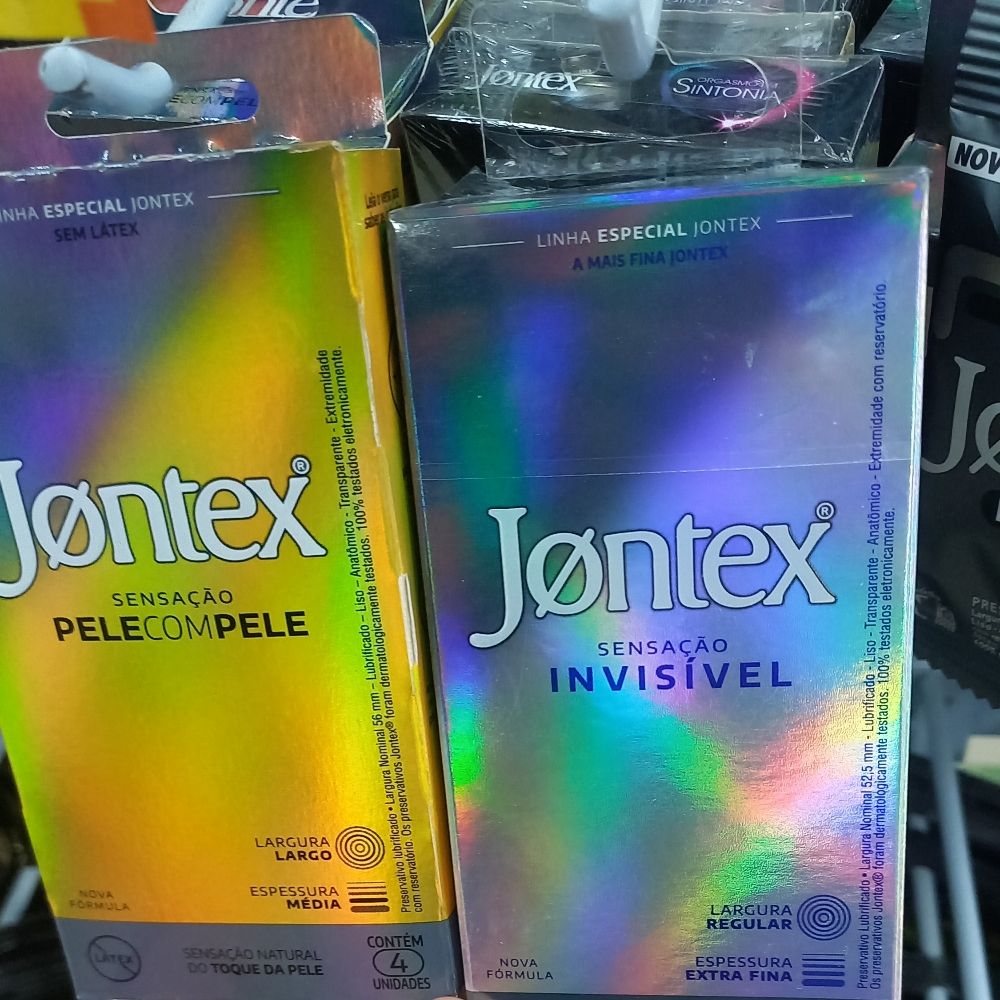 LINHA ESPECIAL JONTEX
SEM LÁTEX
Jøntex®
SENSAÇÃO
PELECOMPELE
LARGURA
LARGO
ESPESSURA
MÉDIA
NOVA
FÓRMULA
LÁTEX
SENSAÇÃO NATURAL
DO TOQUE DA PELE
CONTÉM
4
UNIDADES
Preservativo lubrificado • Largura Nominal 56 mm – Lubrificado – Liso – Anatômico - Transparente - Extremidade
com reservatório. Os preservativos Jontex® foram dermatologicamente testados. 100% testados eletronicamente.
Jøntex
ORGASMO
SINTONIA
LINHA ESPECIAL JONTEX
A MAIS FINA JONTEX
Jøntex®
SENSAÇÃO
INVISÍVEL
LARGURA
REGULAR
ESPESSURA
EXTRA FINA
NOVA
FÓRMULA
Preservativo Lubrificado • Largura Nominal 52,5 mm - Lubrificado - Liso - Transparente - Anatômico - Extremidade com reservatório
Os preservativos Jontex® foram dermatologicamente testados. 100% testados eletronicamente.
NOV
Jø